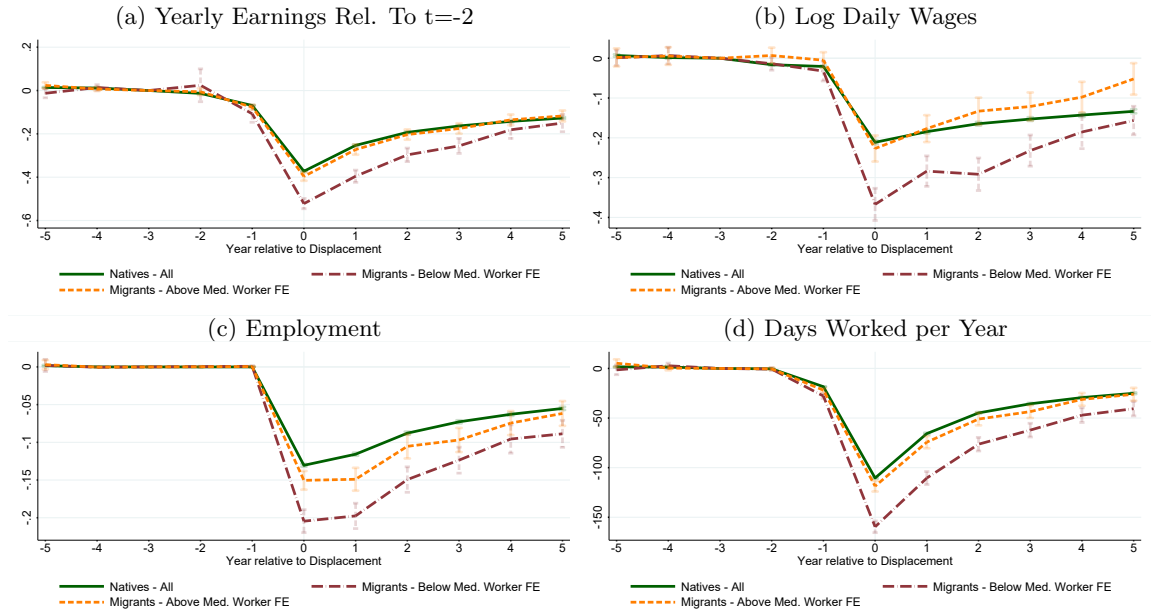 (a) Yearly Earnings Rel. To t=-2
.2
0
-.2
-.4
-.6
-5 -4 -3 -2 -1 0 1 2 3 4 5
Year relative to Displacement
Natives - All
Migrants - Below Med. Worker FE
Migrants - Above Med. Worker FE
(b) Log Daily Wages
0
-.1
-.2
-.3
-.4
-5 -4 -3 -2 -1 0 1 2 3 4 5
Year relative to Displacement
Natives - All
Migrants - Below Med. Worker FE
Migrants - Above Med. Worker FE
(c) Employment
0
-.05
-.1
-.15
-.2
-5 -4 -3 -2 -1 0 1 2 3 4 5
Year relative to Displacement
Natives - All
Migrants - Below Med. Worker FE
Migrants - Above Med. Worker FE
(d) Days Worked per Year
0
-50
-100
-150
-5 -4 -3 -2 -1 0 1 2 3 4 5
Year relative to Displacement
Natives - All
Migrants - Below Med. Worker FE
Migrants - Above Med. Worker FE